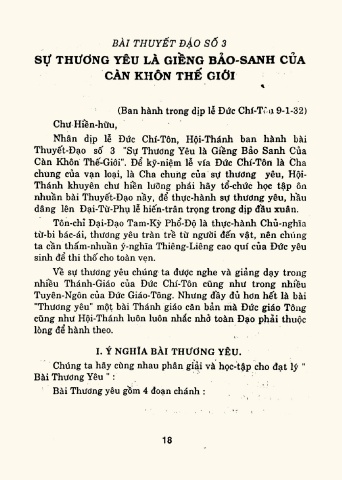 BÀI THUYẾT ĐẠO SỐ 3
SỰ THƯƠNG YÊU LÀ GIỀNG BẢO-SANH CỦA
CÀN KHÔN THẾ GIỚI
(Ban hành trong dịp lễ Đức Chí-Tôn 9-1-32)
Chư Hiền-hữu,
Nhân dịp lễ Đức Chí-Tôn, Hội-Thánh ban hành bài
Thuyết-Đạo số 3 "Sự Thương Yêu là Giềng Bảo Sanh Của
Càn Khôn Thế-Giới". Để kỷ-niệm lễ vía Đức Chí-Tôn là Cha
chung của vạn loại, là Cha chung của sự thương yêu, Hội-
Thánh khuyên chư hiền lưỡng phái hãy tổ-chức học tập ôn
nhuần bài Thuyết-Đạo nầy, để thực-hành sự thương yêu, hầu
dâng lên Đại-Từ-Phụ lễ hiến-trân trọng trong dịp đầu xuân.
Tôn-chỉ Đại-Đạo Tam-Kỳ Phổ-Độ là thực-hành Chủ-nghĩa
từ-bi bác-ái, thương yêu tràn trề từ người đến vật, nên chúng
ta cần thấm-nhuần ý-nghĩa Thiêng-Liêng cao quí của Đức yêu
sinh để thi thố cho toàn vẹn.
Về sự thương yêu chúng ta được nghe và giảng dạy trong
nhiều Thánh-Giáo của Đức Chí-Tôn cũng như trong nhiều
Tuyên-Ngôn của Đức Giáo-Tông. Nhưng đầy đủ hơn hết là bài
"Thương yêu" một bài Thánh giáo căn bản mà Đức giáo Tông
cũng như Hội-Thánh luôn luôn nhắc nhở toàn Đạo phải thuộc
lòng để hành theo.
I. Ý NGHĨA BÀI THƯƠNG YÊU.
Chúng ta hãy cùng nhau phân giải và học-tập cho đạt lý "
Bài Thương Yêu " :
Bài Thương Yêu gồm 4 đoạn chánh :
18